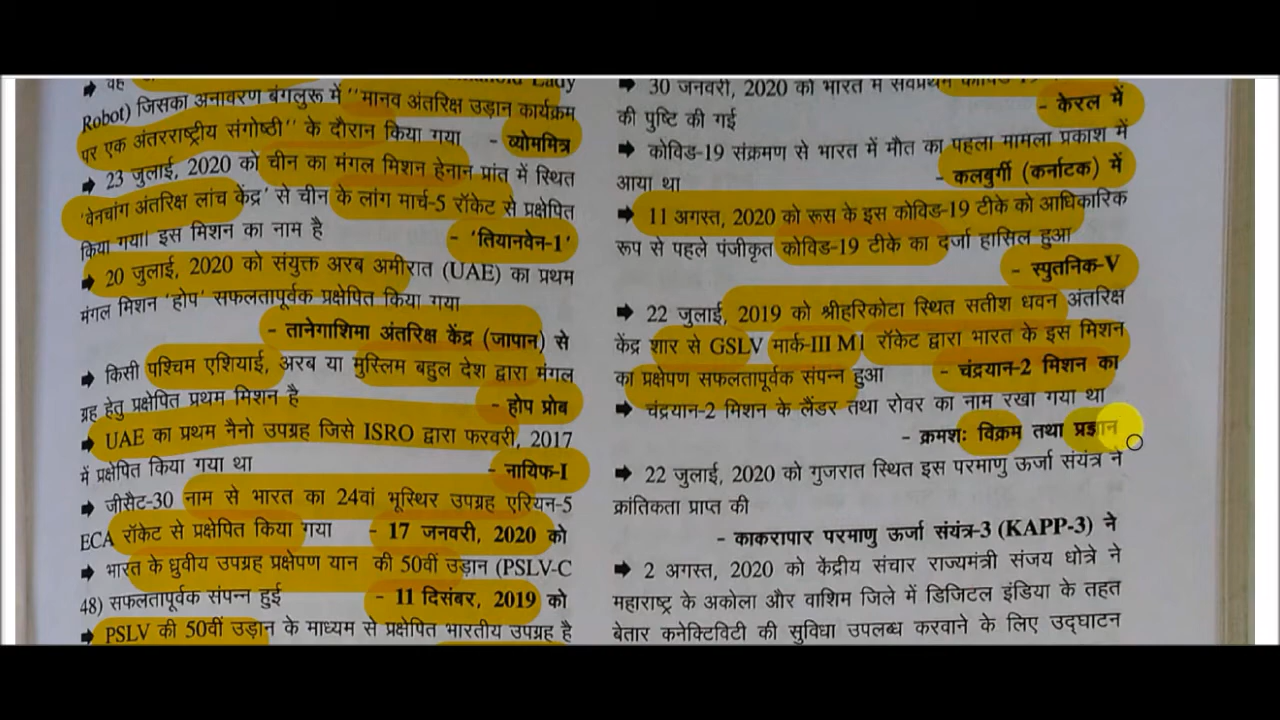 ➡ वह
Lady
Robot) जिसका अनावरण बंगलुरू में "मानव अंतरिक्ष उड़ान कार्यक्रम
पर एक अंतरराष्ट्रीय संगोष्ठी" के दौरान किया गया - व्योममित्र
➡ 23 जुलाई, 2020 को चीन का मंगल मिशन हेनान प्रांत में स्थित
'वेनचांग अंतरिक्ष लांच केंद्र' से चीन के लांग मार्च-5 रॉकेट से प्रक्षेपित
किया गया। इस मिशन का नाम है - 'तियानवेन-1'
➡ 20 जुलाई, 2020 को संयुक्त अरब अमीरात (UAE) का प्रथम
मंगल मिशन 'होप' सफलतापूर्वक प्रक्षेपित किया गया
- तानेगाशिमा अंतरिक्ष केंद्र (जापान) से
➡ किसी पश्चिम एशियाई, अरब या मुस्लिम बहुल देश द्वारा मंगल
ग्रह हेतु प्रक्षेपित प्रथम मिशन है - होप प्रोब
➡ UAE का प्रथम नैनो उपग्रह जिसे ISRO द्वारा फरवरी, 2017
में प्रक्षेपित किया गया था - नायिफ-I
➡ जीसैट-30 नाम से भारत का 24वां भूस्थिर उपग्रह एरियन-5
ECA रॉकेट से प्रक्षेपित किया गया - 17 जनवरी, 2020 को
➡ भारत के ध्रुवीय उपग्रह प्रक्षेपण यान की 50वीं उड़ान (PSLV-C
48) सफलतापूर्वक संपन्न हुई - 11 दिसंबर, 2019 को
➡ PSLV की 50वीं उड़ान के माध्यम से प्रक्षेपित भारतीय उपग्रह है
➡ 30 जनवरी, 2020 को भारत में सर्वप्रथम कोविड-19
की पुष्टि की गई - केरल में
➡ कोविड-19 संक्रमण से भारत में मौत का पहला मामला प्रकाश में
आया था - कलबुर्गी (कर्नाटक) में
➡ 11 अगस्त, 2020 को रूस के इस कोविड-19 टीके को आधिकारिक
रूप से पहले पंजीकृत कोविड-19 टीके का दर्जा हासिल हुआ
- स्पुतनिक-V
➡ 22 जुलाई, 2019 को श्रीहरिकोटा स्थित सतीश धवन अंतरिक्ष
केंद्र शार से GSLV मार्क-III M1 रॉकेट द्वारा भारत के इस मिशन
का प्रक्षेपण सफलतापूर्वक संपन्न हुआ - चंद्रयान-2 मिशन का
➡ चंद्रयान-2 मिशन के लैंडर तथा रोवर का नाम रखा गया था
- क्रमशः विक्रम तथा प्रज्ञान
➡ 22 जुलाई, 2020 को गुजरात स्थित इस परमाणु ऊर्जा संयंत्र ने
क्रांतिकता प्राप्त की
- काकरापार परमाणु ऊर्जा संयंत्र-3 (KAPP-3) ने
➡ 2 अगस्त, 2020 को केंद्रीय संचार राज्यमंत्री संजय धोत्रे ने
महाराष्ट्र के अकोला और वाशिम जिले में डिजिटल इंडिया के तहत
बेतार कनेक्टिविटी की सुविधा उपलब्ध करवाने के लिए उद्घाटन